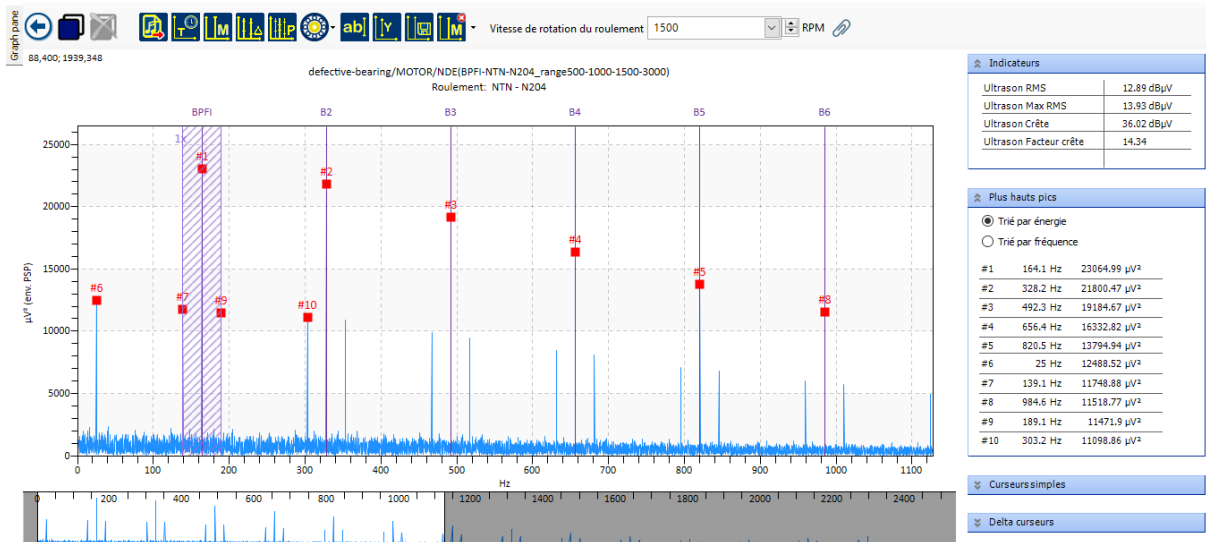 Graph pane
T
M
P
abI
Y
M
Vitesse de rotation du roulement 1500 RPM
88,400; 1939,348
defective-bearing/MOTOR/NDE(BPFI-NTN-N204_range500-1000-1500-3000)
Roulement: NTN - N204
BPFI B2 B3 B4 B5 B6
1x
#1
#2
#3
#4
#5
#6
#7
#9
#10
#8
µV² (env. PSP)
25000
20000
15000
10000
5000
0
0 100 200 300 400 500 600 700 800 900 1000 1100
Hz
0 200 400 600 800 1000 1200 1400 1600 1800 2000 2200 2400
Indicateurs
Ultrason RMS 12.89 dBµV
Ultrason Max RMS 13.93 dBµV
Ultrason Crête 36.02 dBµV
Ultrason Facteur crête 14.34
Plus hauts pics
Trié par énergie
Trié par fréquence
#1 164.1 Hz 23064.99 µV²
#2 328.2 Hz 21800.47 µV²
#3 492.3 Hz 19184.67 µV²
#4 656.4 Hz 16332.82 µV²
#5 820.5 Hz 13794.94 µV²
#6 25 Hz 12488.52 µV²
#7 139.1 Hz 11748.88 µV²
#8 984.6 Hz 11518.77 µV²
#9 189.1 Hz 11471.9 µV²
#10 303.2 Hz 11098.86 µV²
Curseurs simples
Delta curseurs